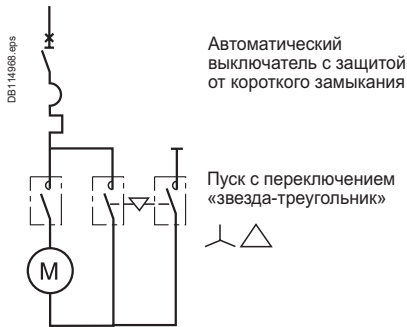 DB114968.eps
Автоматический
выключатель с защитой
от короткого замыкания
Пуск с переключением
«звезда-треугольник»
M